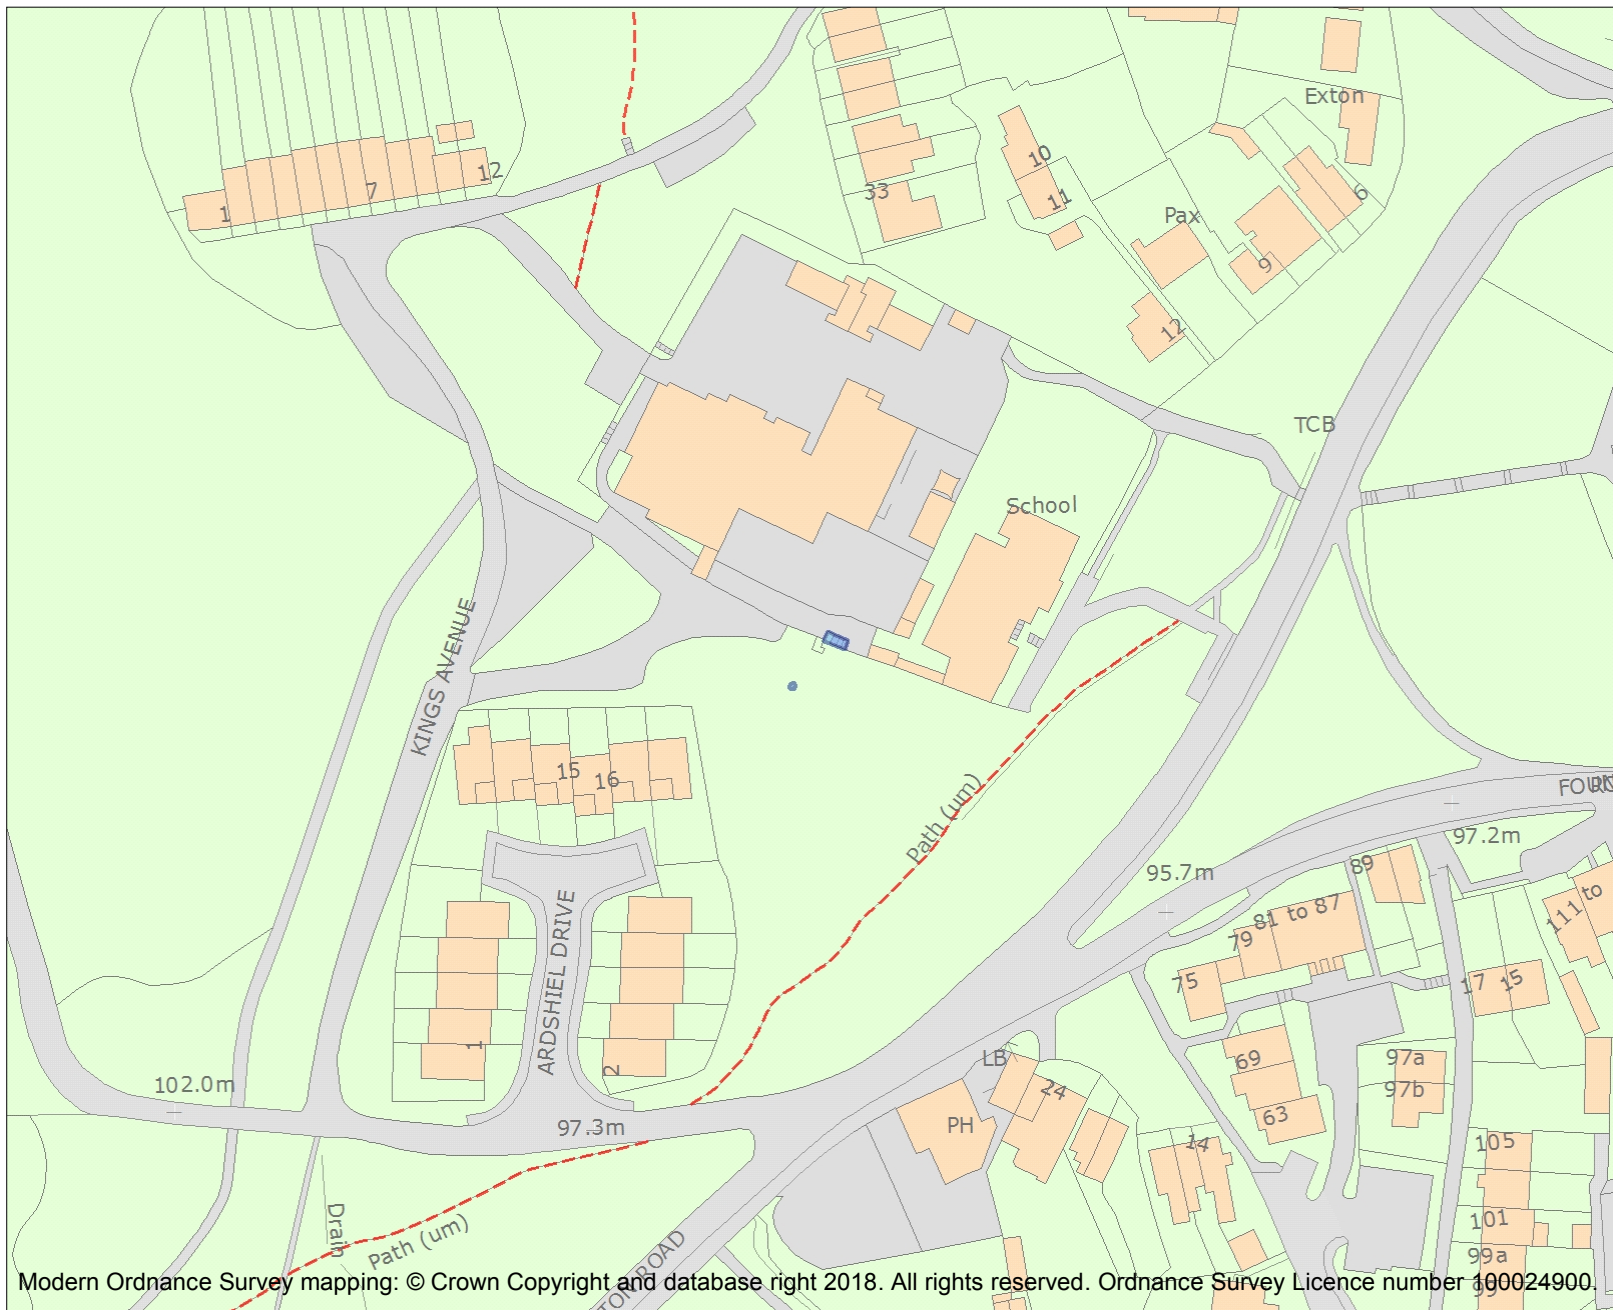 Exton
10
12
7
1
33
11
6
Pax
9
12
TCB
School
KINGS AVENUE
15
16
Path (um)
97.2m
95.7m
89
81 to 87
79
111 to
75
17
15
ARDSHIEL DRIVE
1
2
LB
24
69
97a
97b
102.0m
97.3m
PH
63
14
105
Drain
Path (um)
101
99a
Modern Ordnance Survey mapping: © Crown Copyright and database right 2018. All rights reserved. Ordnance Survey Licence number 100024900.